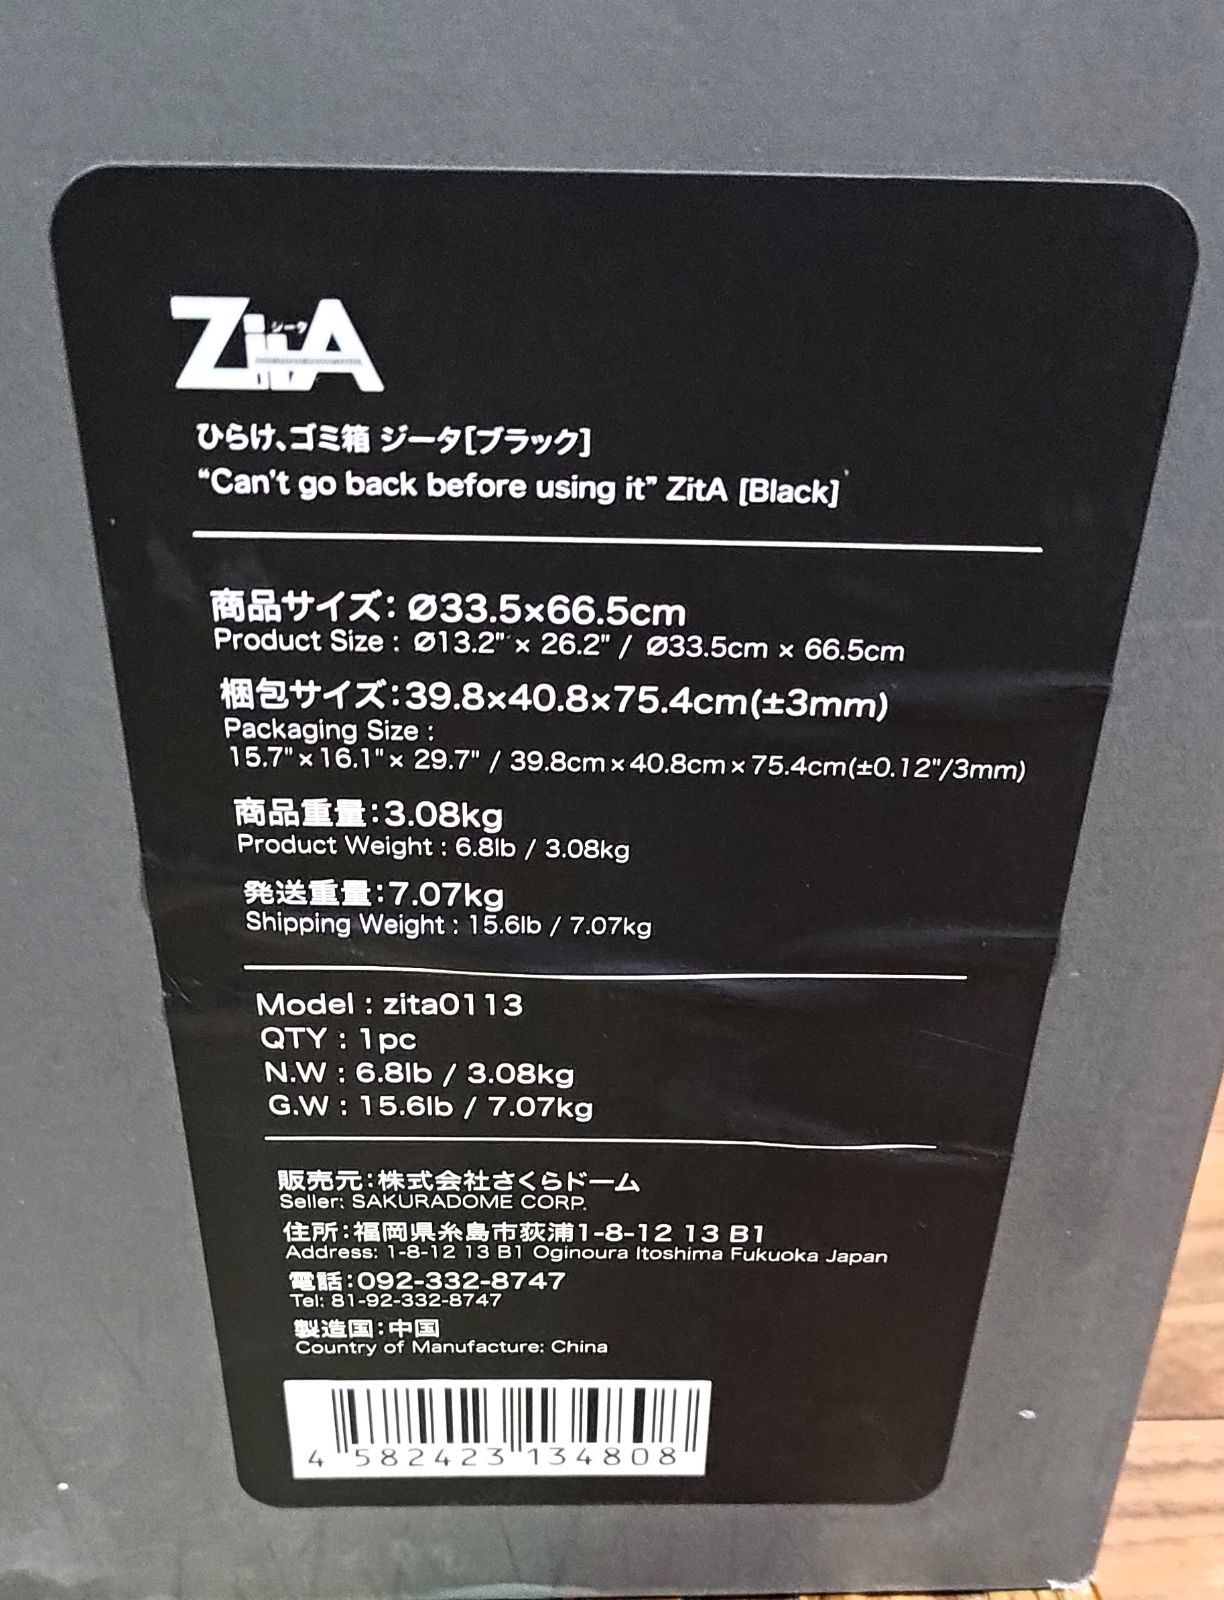 ZitA
ジータ
ひらけ、ゴミ箱 ジータ[ブラック]
“Can't go back before using it” ZitA [Black]
商品サイズ：Ø33.5×66.5cm
Product Size : Ø13.2"× 26.2" / Ø33.5cm × 66.5cm
梱包サイズ：39.8×40.8×75.4cm(±3mm)
Packaging Size :
15.7"×16.1"× 29.7" / 39.8cm×40.8cm×75.4cm(±0.12"/3mm)
商品重量：3.08kg
Product Weight : 6.8lb / 3.08kg
発送重量：7.07kg
Shipping Weight : 15.6lb / 7.07kg
Model : zita0113
QTY : 1pc
N.W : 6.8lb / 3.08kg
G.W : 15.6lb / 7.07kg
販売元：株式会社さくらドーム
Seller: SAKURADOME CORP.
住所：福岡県糸島市荻浦1-8-12 13 B1
Address: 1-8-12 13 B1 Oginoura Itoshima Fukuoka Japan
電話：092-332-8747
Tel: 81-92-332-8747
製造国：中国
Country of Manufacture: China
4 582423 134808